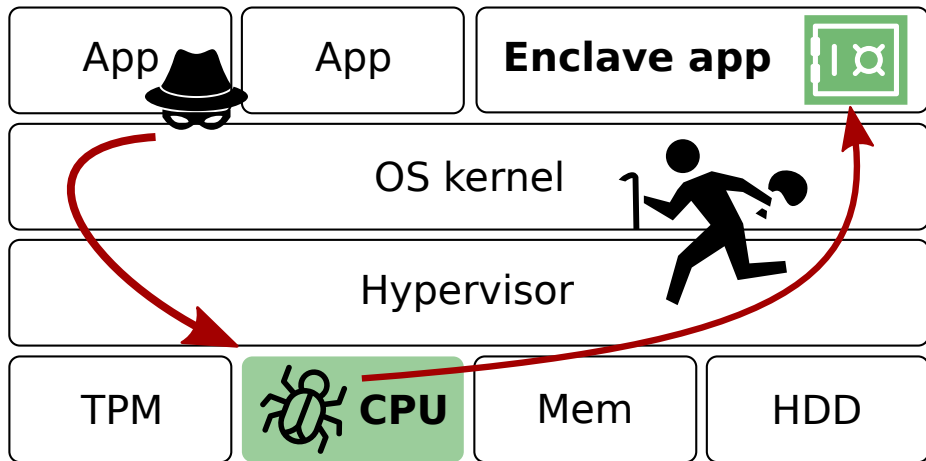 App App Enclave app
OS kernel
Hypervisor
TPM CPU Mem HDD